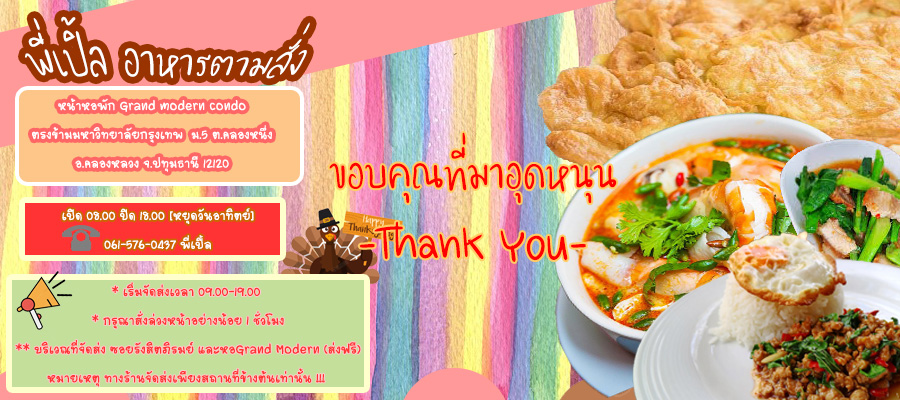 พี่เปิ้ล อาหารตามสั่ง
หน้าหอพัก Grand modern condo
ตรงข้ามมหาวิทยาลัยกรุงเทพ ม.5 ต.คลองหนึ่ง
อ.คลองหลวง จ.ปทุมธานี 12120
เปิด 08.00 ปิด 18.00 [หยุดวันอาทิตย์]
061-576-0437 พี่เปิ้ล
* เริ่มจัดส่งเวลา 09.00-19.00
* กรุณาสั่งล่วงหน้าอย่างน้อย 1 ชั่วโมง
** บริเวณที่จัดส่ง ซอยรังสิตภิรมย์ และหอGrand Modern (ส่งฟรี)
หมายเหตุ ทางร้านจัดส่งเพียงสถานที่ข้างต้นเท่านั้น !!!
ขอบคุณที่มาอุดหนุน
-Thank You-
Happy